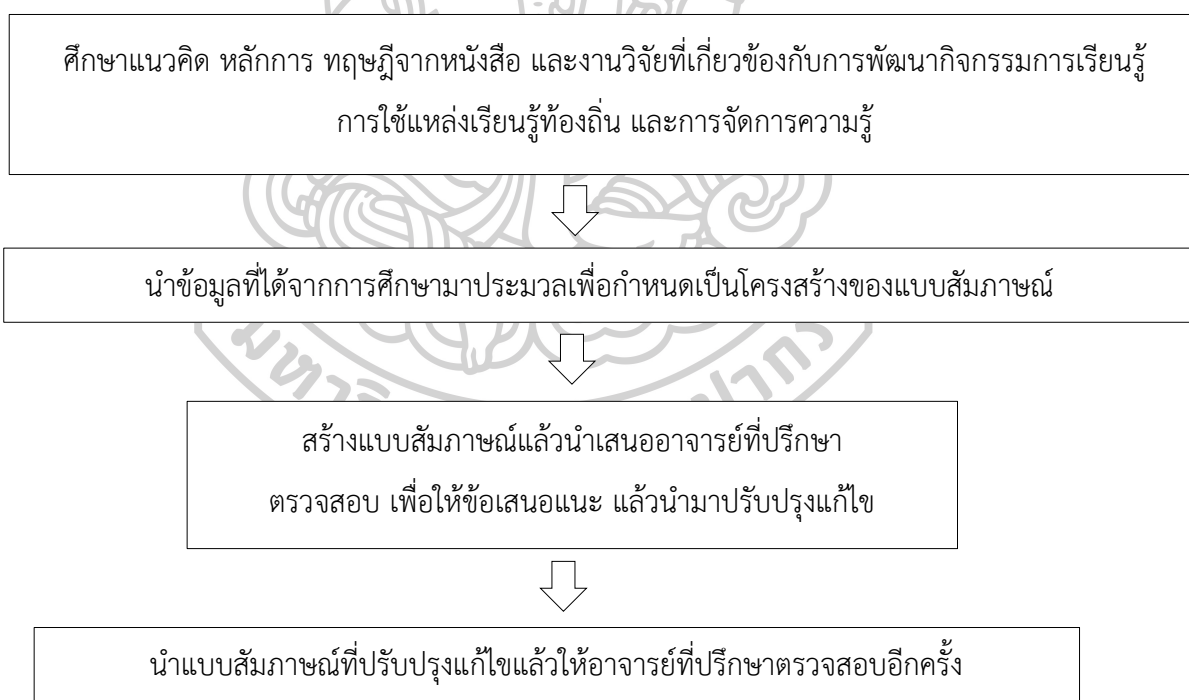 ศึกษาแนวคิด หลักการ ทฤษฎีจากหนังสือ และงานวิจัยที่เกี่ยวข้องกับการพัฒนากิจกรรมการเรียนรู้
การใช้แหล่งเรียนรู้ท้องถิ่น และการจัดการความรู้
นำข้อมูลที่ได้จากการศึกษามาประมวลเพื่อกำหนดเป็นโครงสร้างของแบบสัมภาษณ์
สร้างแบบสัมภาษณ์แล้วนำเสนออาจารย์ที่ปรึกษา
ตรวจสอบ เพื่อให้ข้อเสนอแนะ แล้วนำมาปรับปรุงแก้ไข
นำแบบสัมภาษณ์ที่ปรับปรุงแก้ไขแล้วให้อาจารย์ที่ปรึกษาตรวจสอบอีกครั้ง